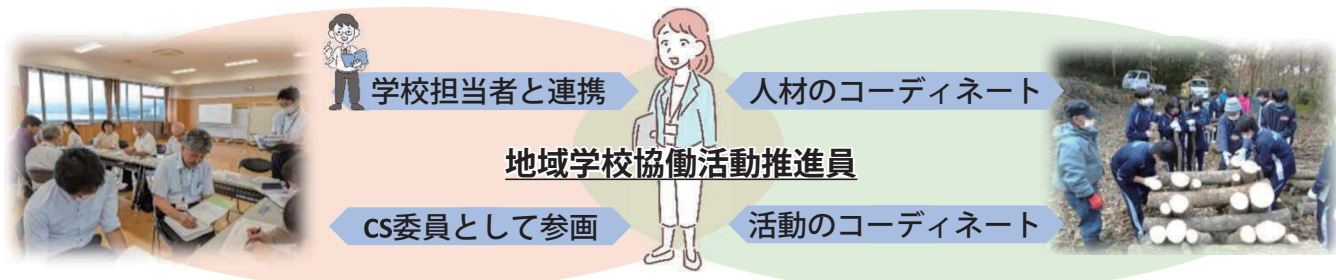 学校担当者と連携
人材のコーディネート
地域学校協働活動推進員
CS委員として参画
活動のコーディネート